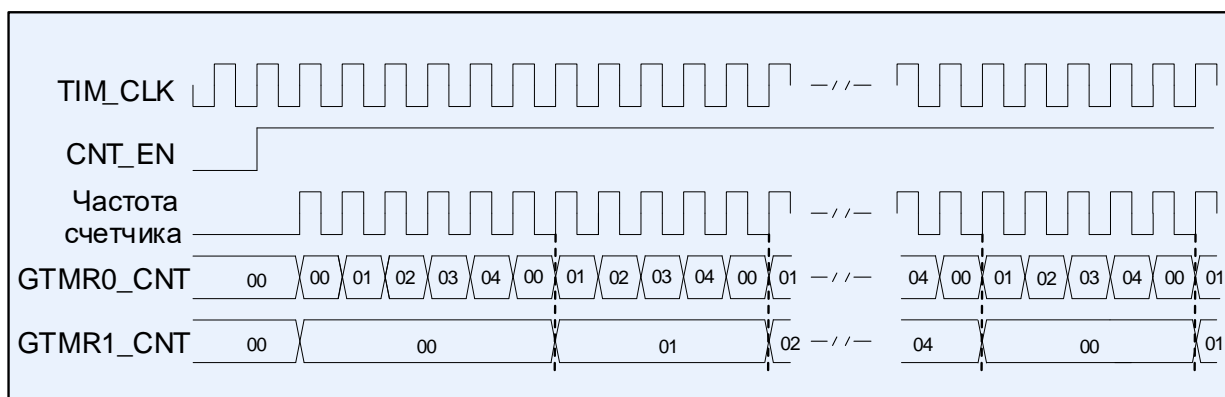 TIM_CLK
CNT_EN
Частота
счетчика
GTMR0_CNT 00 00 01 02 03 04 00 01 02 03 04 00 01 04 00 01 02 03 04 00 01
GTMR1_CNT 00 00 01 02 04 00 01